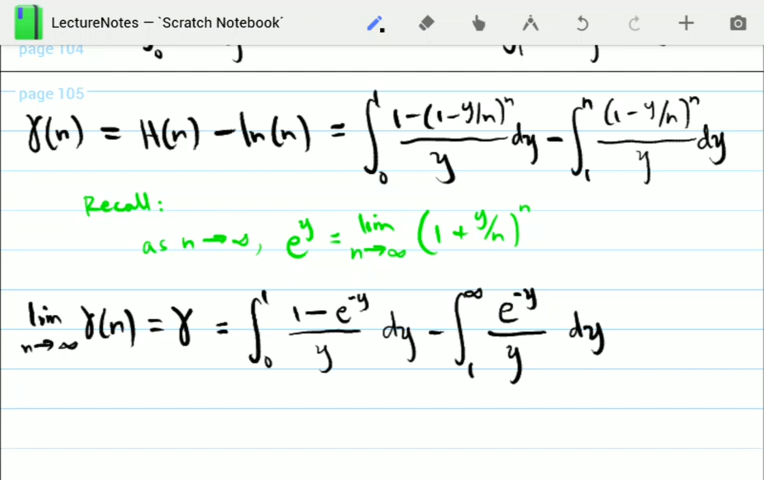 LectureNotes — `Scratch Notebook´
page 104
page 105
γ(n) = H(n) − ln(n) = ∫₀¹ (1−(1−y/n)ⁿ)/y dy − ∫₁ⁿ (1−y/n)ⁿ/y dy
Recall:
as n→∞, e^y = lim_{n→∞} (1 + y/n)ⁿ
lim_{n→∞} γ(n) = γ = ∫₀¹ (1−e^{−y})/y dy − ∫₁^∞ e^{−y}/y dy